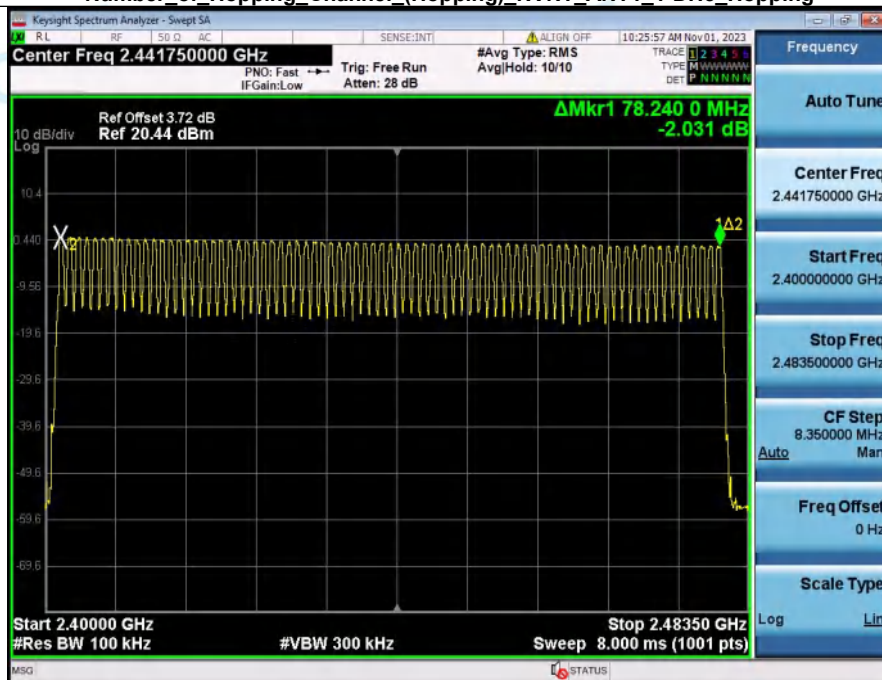 Keysight Spectrum Analyzer - Swept SA
RL RF 50 Ω AC SENSE:INT ALIGN OFF 10:25:57 AM Nov 01, 2023
Center Freq 2.441750000 GHz
PNO: Fast
IFGain:Low
Trig: Free Run
Atten: 28 dB
#Avg Type: RMS
Avg|Hold: 10/10
TRACE 1 2 3 4 5 6
TYPE M W W W W W
DET P N N N N N
Frequency
Auto Tune
ΔMkr1 78.240 0 MHz
-2.031 dB
Ref Offset 3.72 dB
10 dB/div Ref 20.44 dBm
Log
10.4
0.440
-9.56
-19.6
-29.6
-39.6
-49.6
-59.6
-69.6
X2
1Δ2
Center Freq
2.441750000 GHz
Start Freq
2.400000000 GHz
Stop Freq
2.483500000 GHz
CF Step
8.350000 MHz
Auto Man
Freq Offset
0 Hz
Scale Type
Log Lin
Start 2.40000 GHz Stop 2.48350 GHz
#Res BW 100 kHz #VBW 300 kHz Sweep 8.000 ms (1001 pts)
MSG STATUS